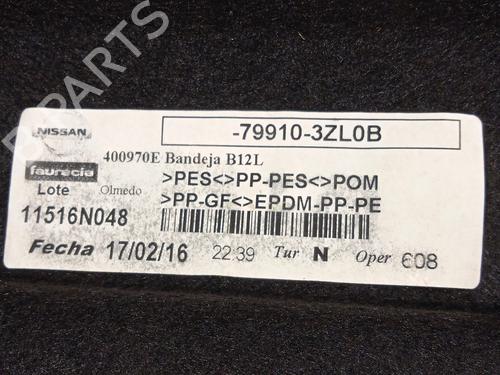 B-PARTS
NISSAN
-79910-3ZL0B
faurecia
400970E Bandeja B12L
Lote Olmedo
>PES<>PP-PES<>POM
11516N048
>PP-GF<>EPDM-PP-PE
Fecha 17/02/16 22:39 Tur N Oper 608